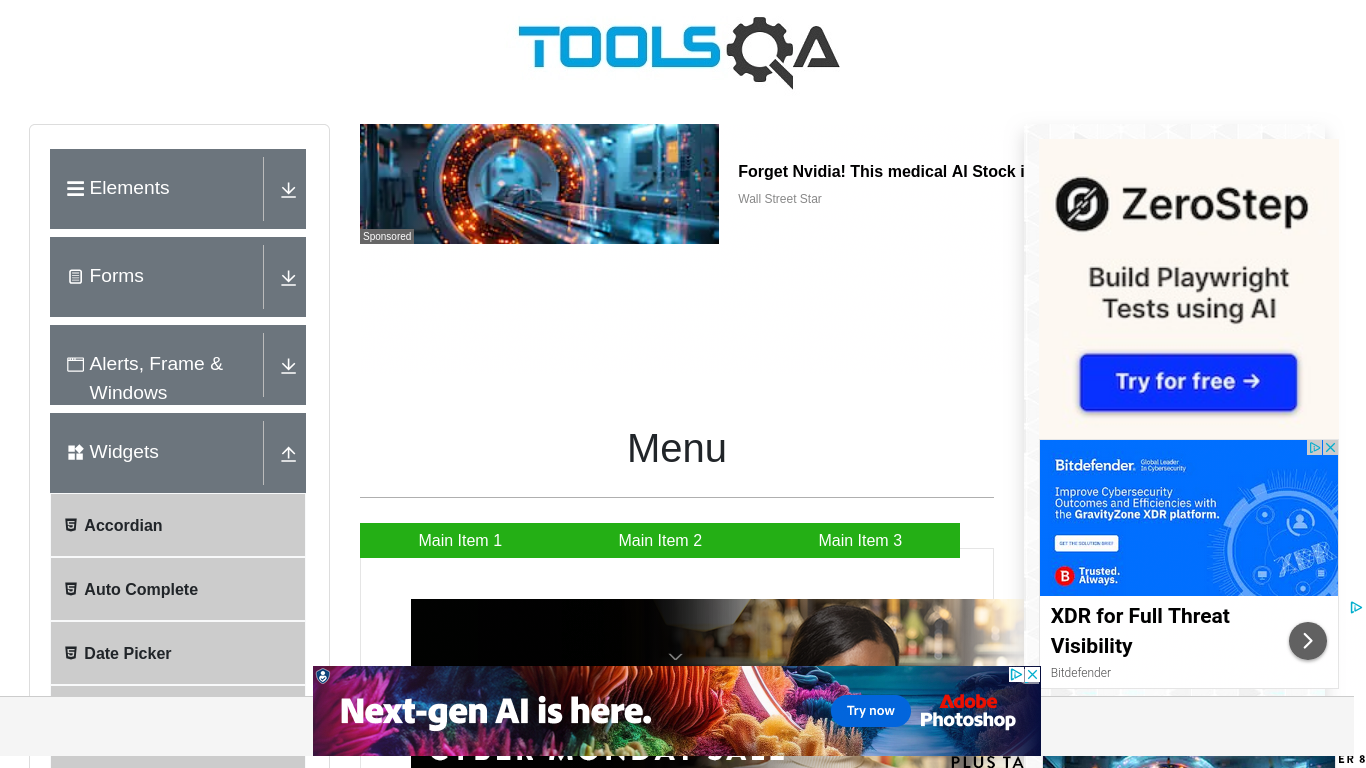 TOOLSQA
Elements
Forms
Alerts, Frame &
Windows
Widgets
Accordian
Auto Complete
Date Picker
Sponsored
Forget Nvidia! This medical AI Stock i
Wall Street Star
Menu
Main Item 1
Main Item 2
Main Item 3
ZeroStep
Build Playwright
Tests using AI
Try for free →
Bitdefender
Global Leader
In Cybersecurity
Improve Cybersecurity
Outcomes and Efficiencies with
the GravityZone XDR platform.
GET THE SOLUTION BRIEF
XDR
B
Trusted.
Always.
XDR for Full Threat
Visibility
Bitdefender
Next-gen AI is here.
Try now
Adobe
Photoshop
CYBER MONDAY SALE
PLUS TA
ER 8